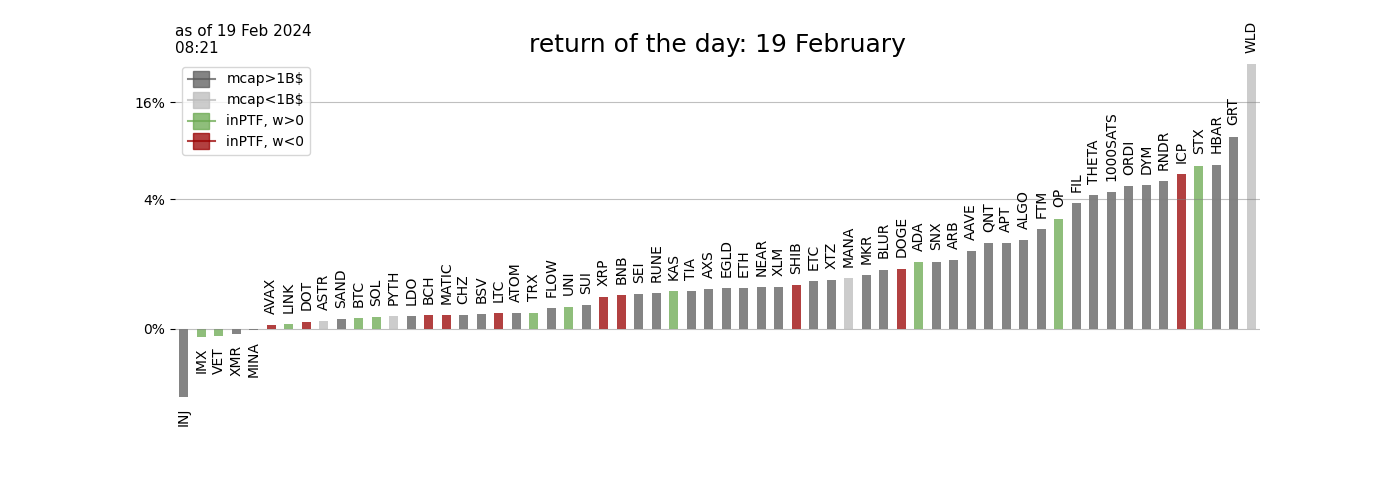 as of 19 Feb 2024
08:21
return of the day: 19 February
mcap>1B$
mcap<1B$
inPTF, w>0
inPTF, w<0
16%
4%
0%
INJ
IMX
VET
XMR
MINA
AVAX
LINK
DOT
ASTR
SAND
BTC
SOL
PYTH
LDO
BCH
MATIC
CHZ
BSV
LTC
ATOM
TRX
FLOW
UNI
SUI
XRP
BNB
SEI
RUNE
KAS
TIA
AXS
EGLD
ETH
NEAR
XLM
SHIB
ETC
XTZ
MANA
MKR
BLUR
DOGE
ADA
SNX
ARB
AAVE
QNT
APT
ALGO
FTM
OP
FIL
THETA
1000SATS
ORDI
DYM
RNDR
ICP
STX
HBAR
GRT
WLD